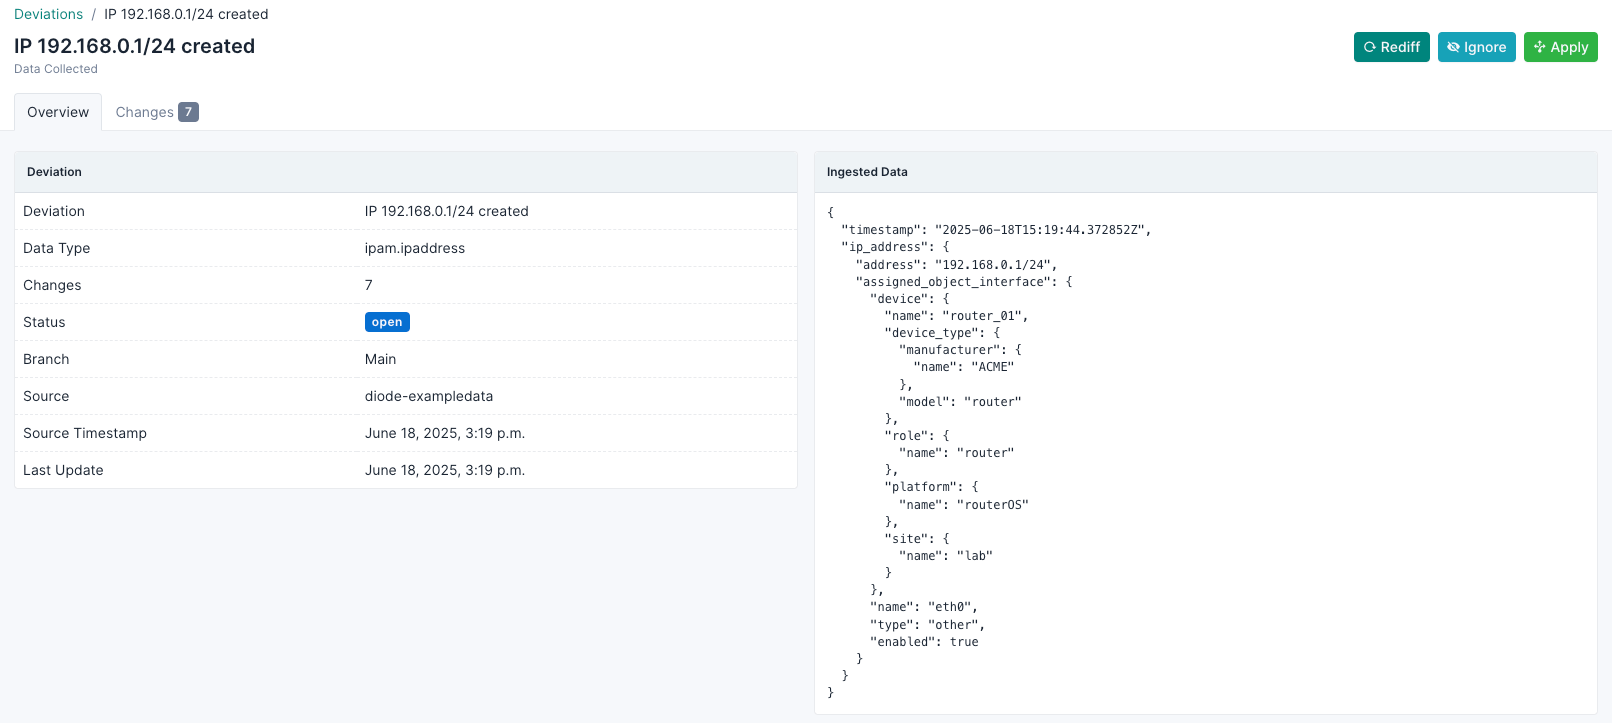 Deviations / IP 192.168.0.1/24 created
IP 192.168.0.1/24 created
Data Collected
Rediff
Ignore
Apply
Overview
Changes 7
Deviation
Deviation IP 192.168.0.1/24 created
Data Type ipam.ipaddress
Changes 7
Status open
Branch Main
Source diode-exampledata
Source Timestamp June 18, 2025, 3:19 p.m.
Last Update June 18, 2025, 3:19 p.m.
Ingested Data
{
  "timestamp": "2025-06-18T15:19:44.372852Z",
  "ip_address": {
    "address": "192.168.0.1/24",
    "assigned_object_interface": {
      "device": {
        "name": "router_01",
        "device_type": {
          "manufacturer": {
            "name": "ACME"
          },
          "model": "router"
        },
        "role": {
          "name": "router"
        },
        "platform": {
          "name": "routerOS"
        },
        "site": {
          "name": "lab"
        }
      },
      "name": "eth0",
      "type": "other",
      "enabled": true
    }
  }
}